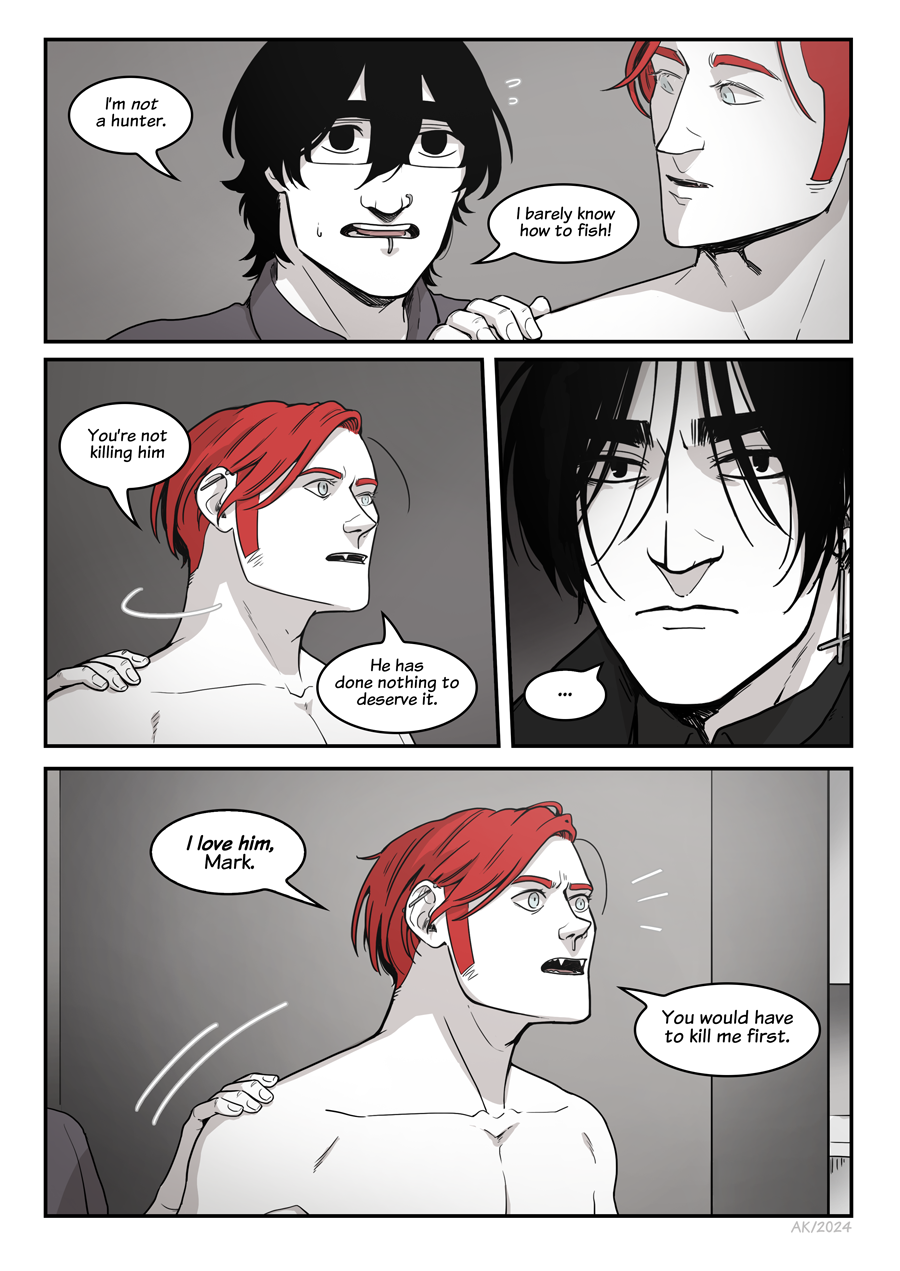 I'm not
a hunter.
I barely know
how to fish!
You're not
killing him
He has
done nothing to
deserve it.
...
I love him,
Mark.
You would have
to kill me first.
AK/2024